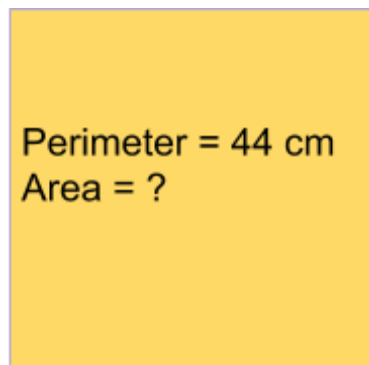 Perimeter = 44 cm
Area = ?